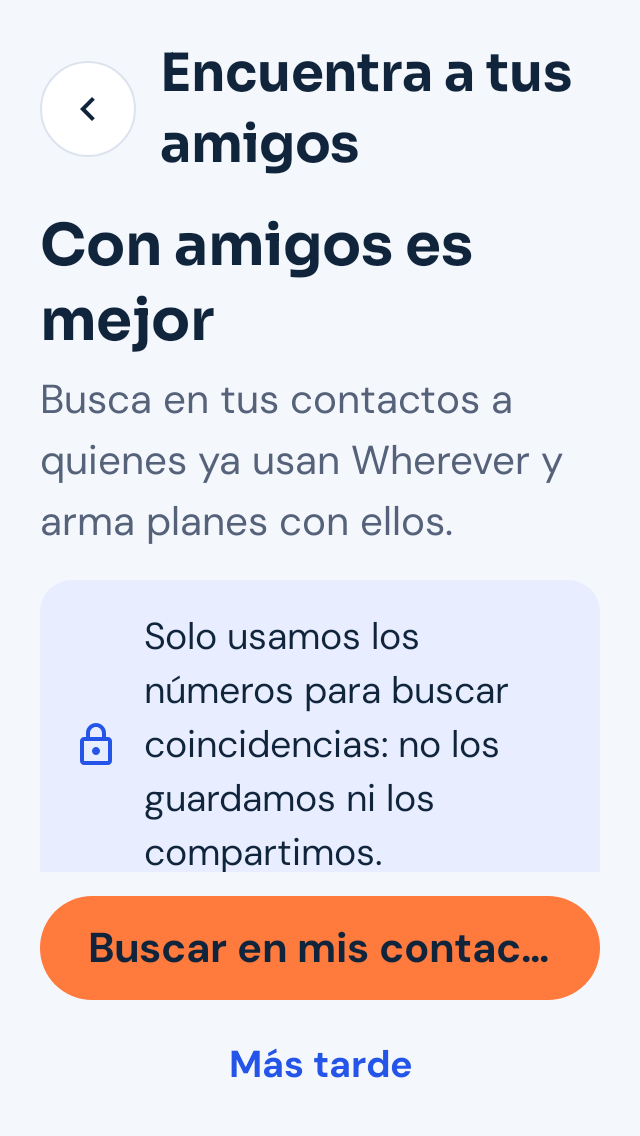 Encuentra a tus
amigos
Con amigos es
mejor
Busca en tus contactos a
quienes ya usan Wherever y
arma planes con ellos.
Solo usamos los
números para buscar
coincidencias: no los
guardamos ni los
compartimos.
Buscar en mis contac...
Más tarde